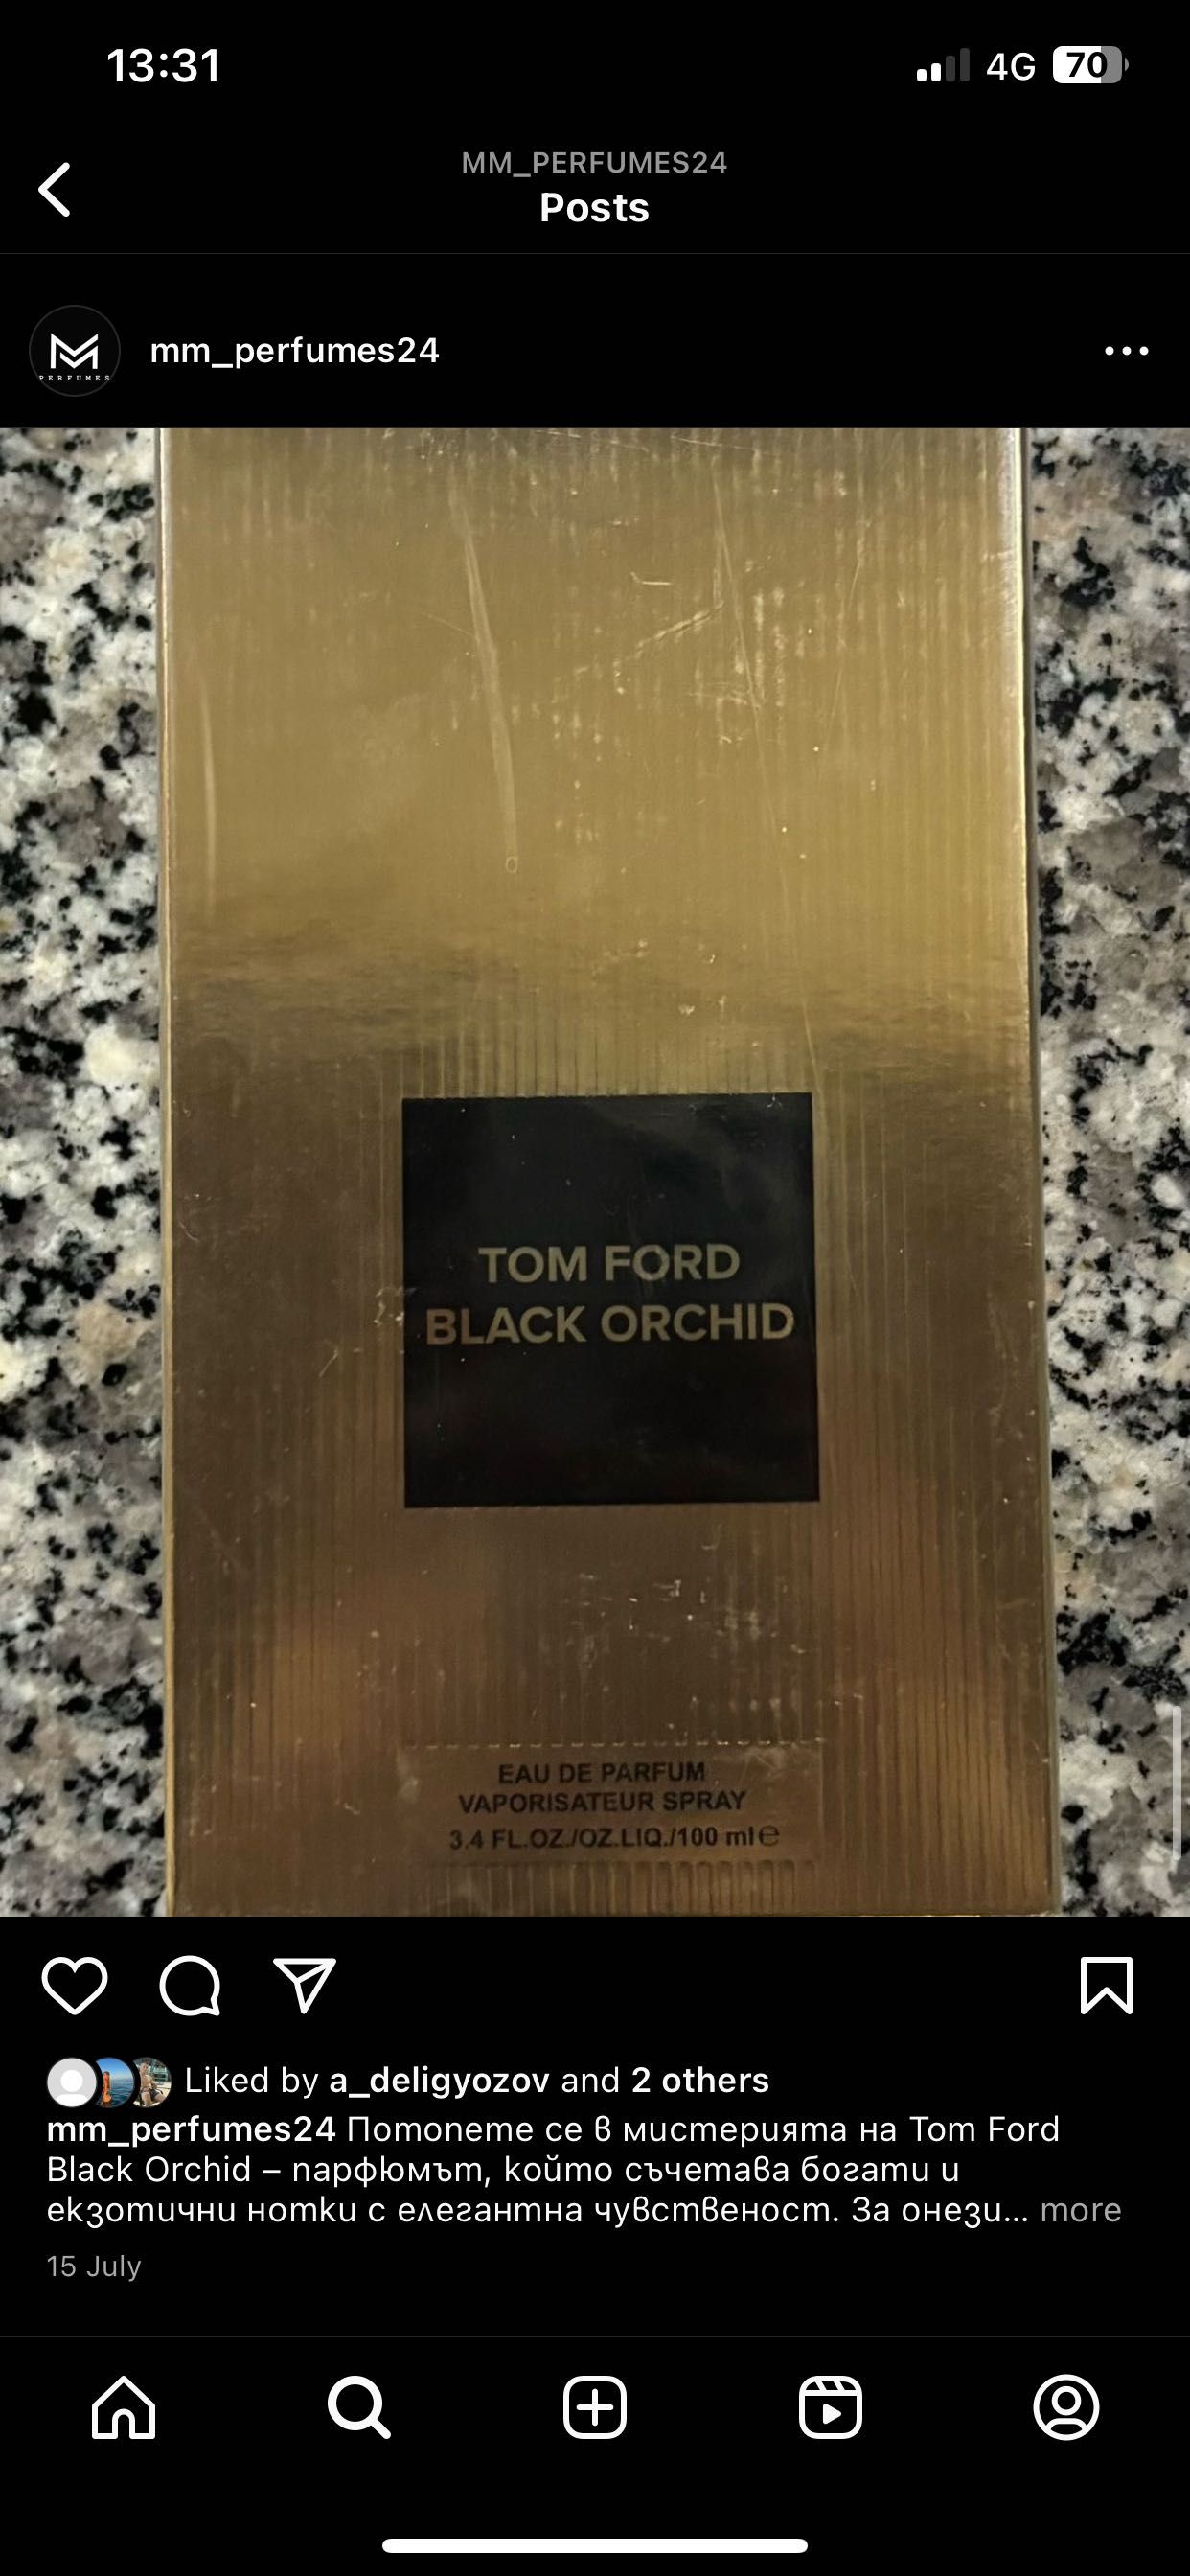 13:31
4G 70
MM_PERFUMES24
Posts
M
PERFUMES
mm_perfumes24
TOM FORD
BLACK ORCHID
EAU DE PARFUM
VAPORISATEUR SPRAY
3.4 FL.OZ./OZ.LIQ./100 ml e
Liked by a_deligyozov and 2 others
mm_perfumes24 Потопете се в мистерията на Tom Ford
Black Orchid – парфюмът, който съчетава богати и
екзотични нотки с елегантна чувственост. За онези... more
15 July